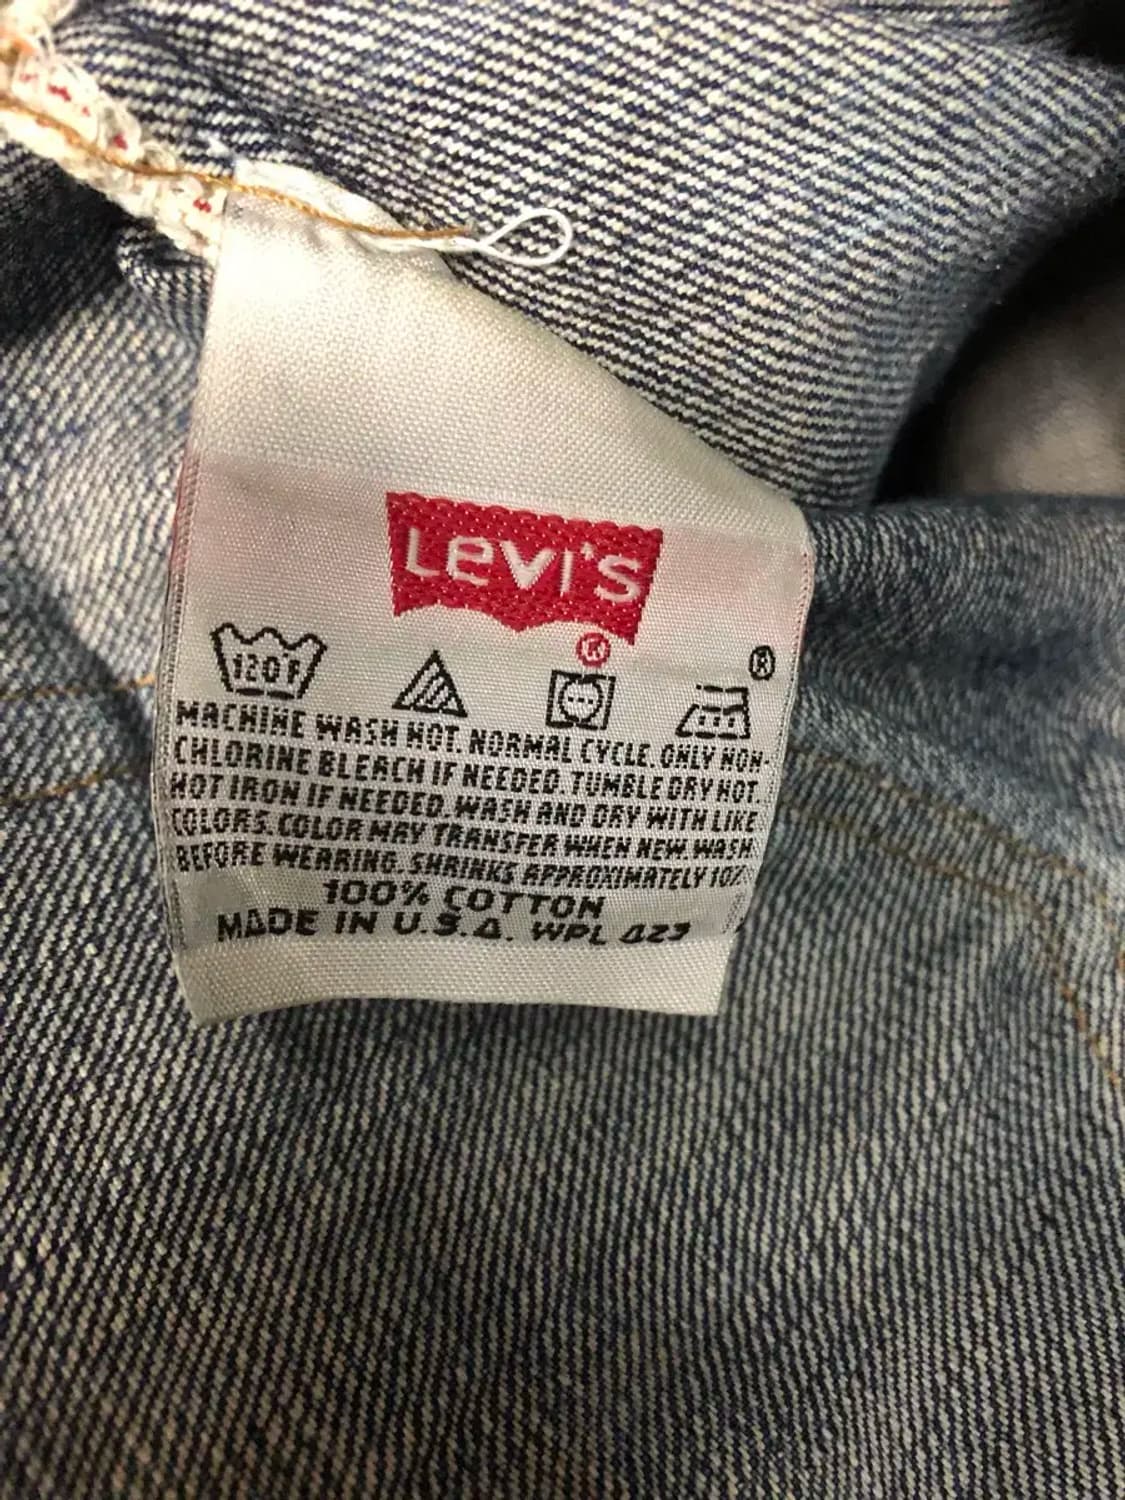 LEVI'S
®
®
120°F
MACHINE WASH HOT. NORMAL CYCLE. ONLY NON-
CHLORINE BLEACH IF NEEDED. TUMBLE DRY HOT.
HOT IRON IF NEEDED. WASH AND DRY WITH LIKE
COLORS. COLOR MAY TRANSFER WHEN NEW. WASH
BEFORE WEARING. SHRINKS APPROXIMATELY 10%
100% COTTON
MADE IN U.S.A. WPL 423